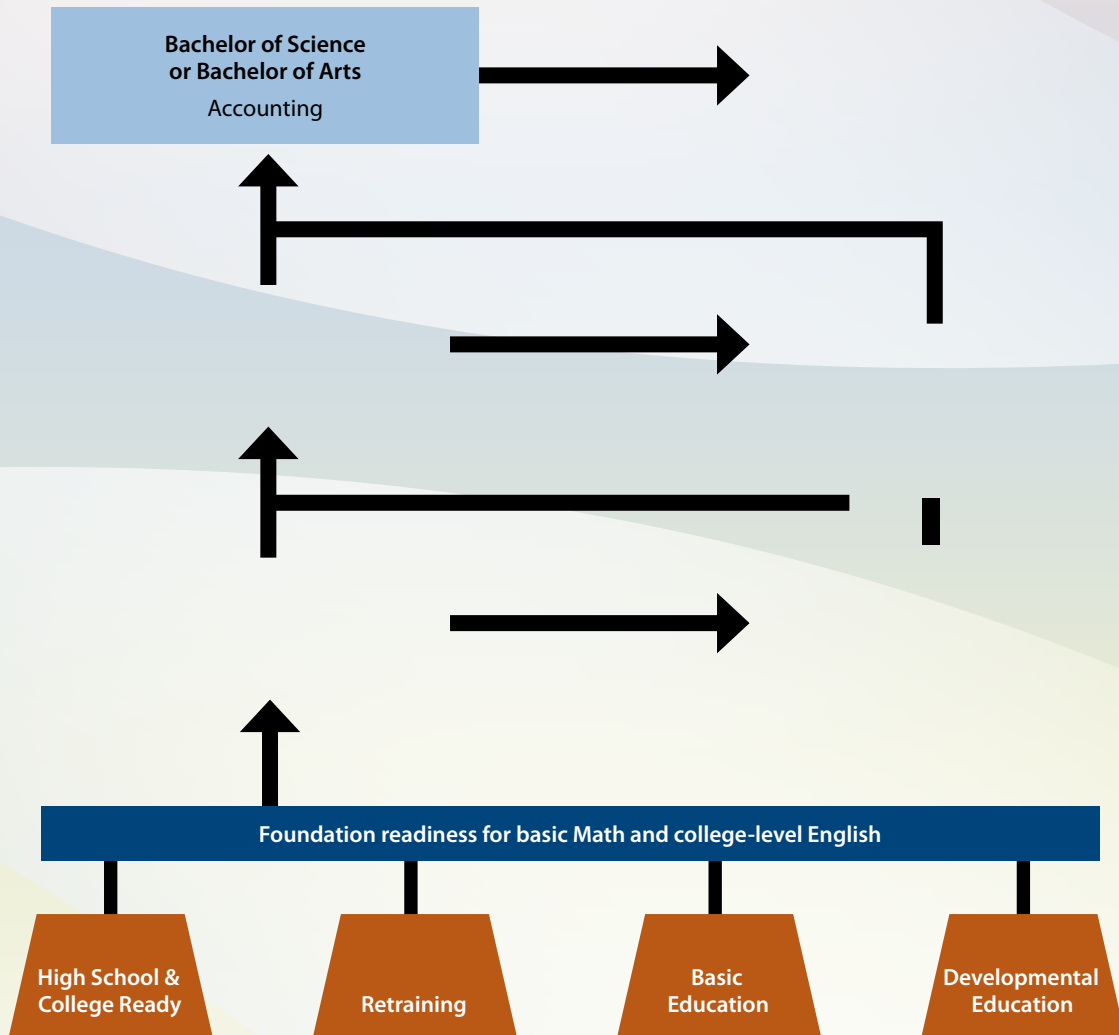 Bachelor of Science
or Bachelor of Arts
Accounting
Foundation readiness for basic Math and college-level English
High School &
College Ready
Retraining
Basic
Education
Developmental
Education